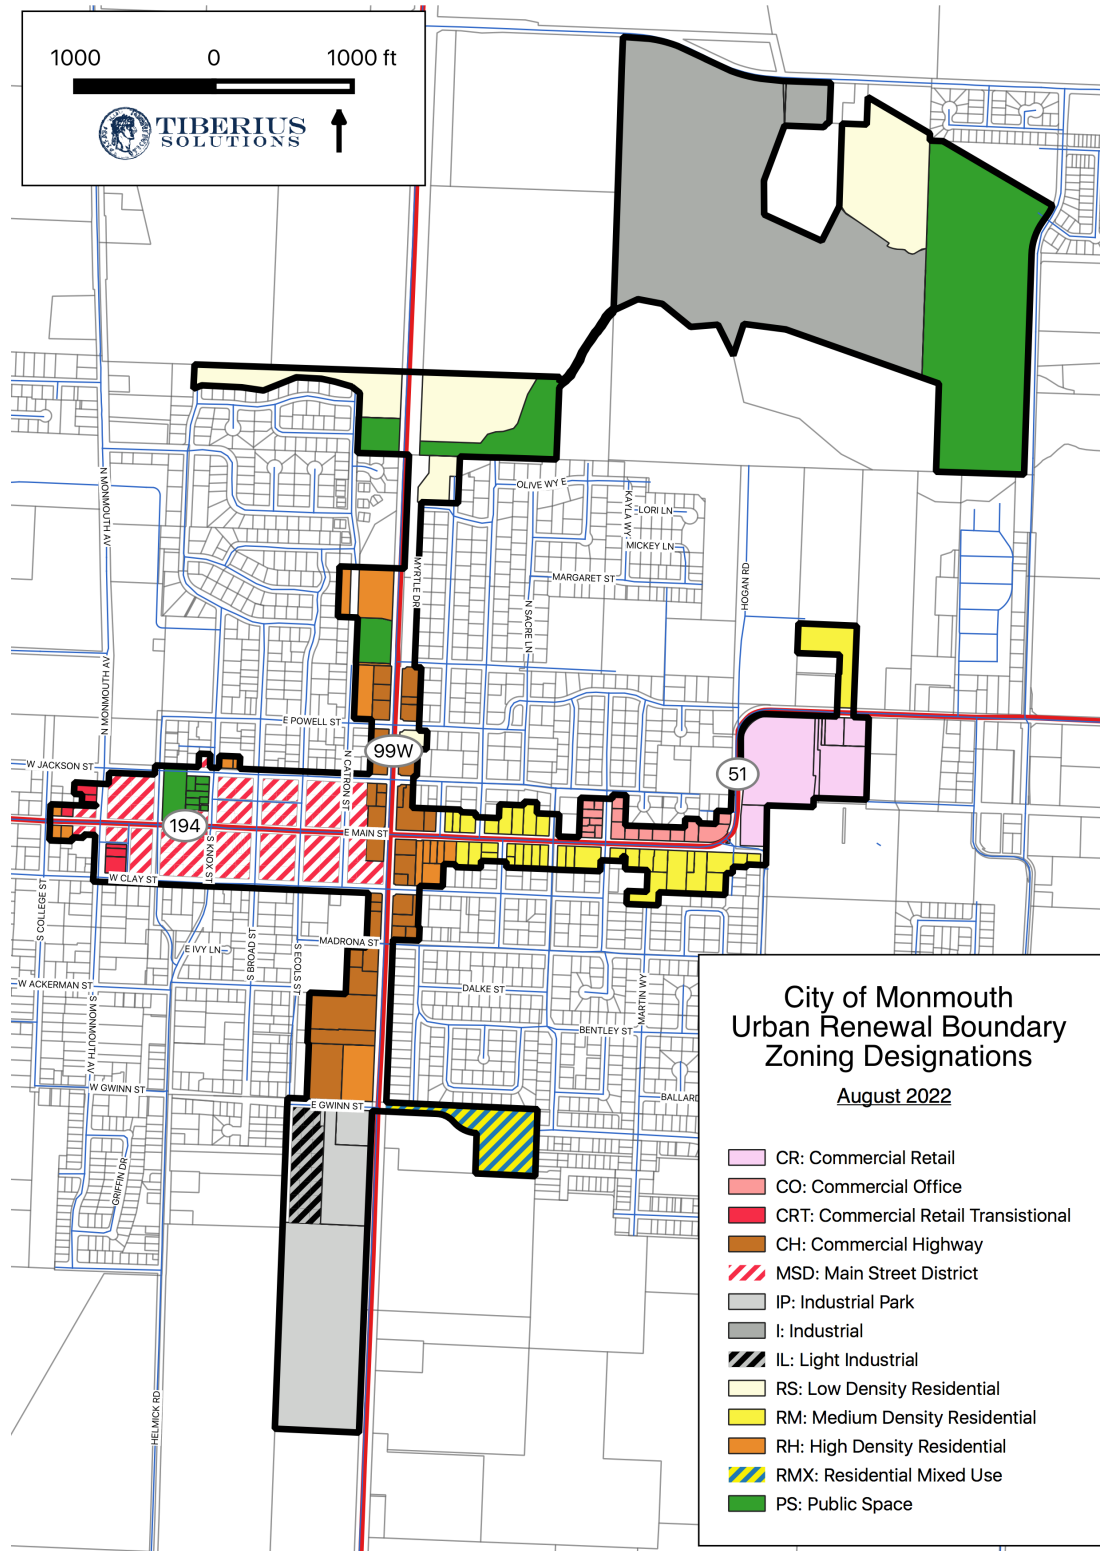 1000 0 1000 ft
TIBERIUS
SOLUTIONS
N MONMOUTH AV
OLIVE WY E
KAYLA WY
LORI LN
MICKEY LN
MARGARET ST
HOGAN RD
MYRTLE DR
N SACRE LN
N MONMOUTH AV
E POWELL ST
99W
W JACKSON ST
N CATRON ST
51
194
E MAIN ST
S KNOX ST
W CLAY ST
S COLLEGE ST
E IVY LN
S BROAD ST
S ECOLS ST
MADRONA ST
W ACKERMAN ST
S MONMOUTH AV
DALKE ST
MARTIN WY
BENTLEY ST
W GWINN ST
E GWINN ST
BALLARD
GRIFFIN DR
HELMICK RD
City of Monmouth
Urban Renewal Boundary
Zoning Designations
August 2022
CR: Commercial Retail
CO: Commercial Office
CRT: Commercial Retail Transistional
CH: Commercial Highway
MSD: Main Street District
IP: Industrial Park
I: Industrial
IL: Light Industrial
RS: Low Density Residential
RM: Medium Density Residential
RH: High Density Residential
RMX: Residential Mixed Use
PS: Public Space